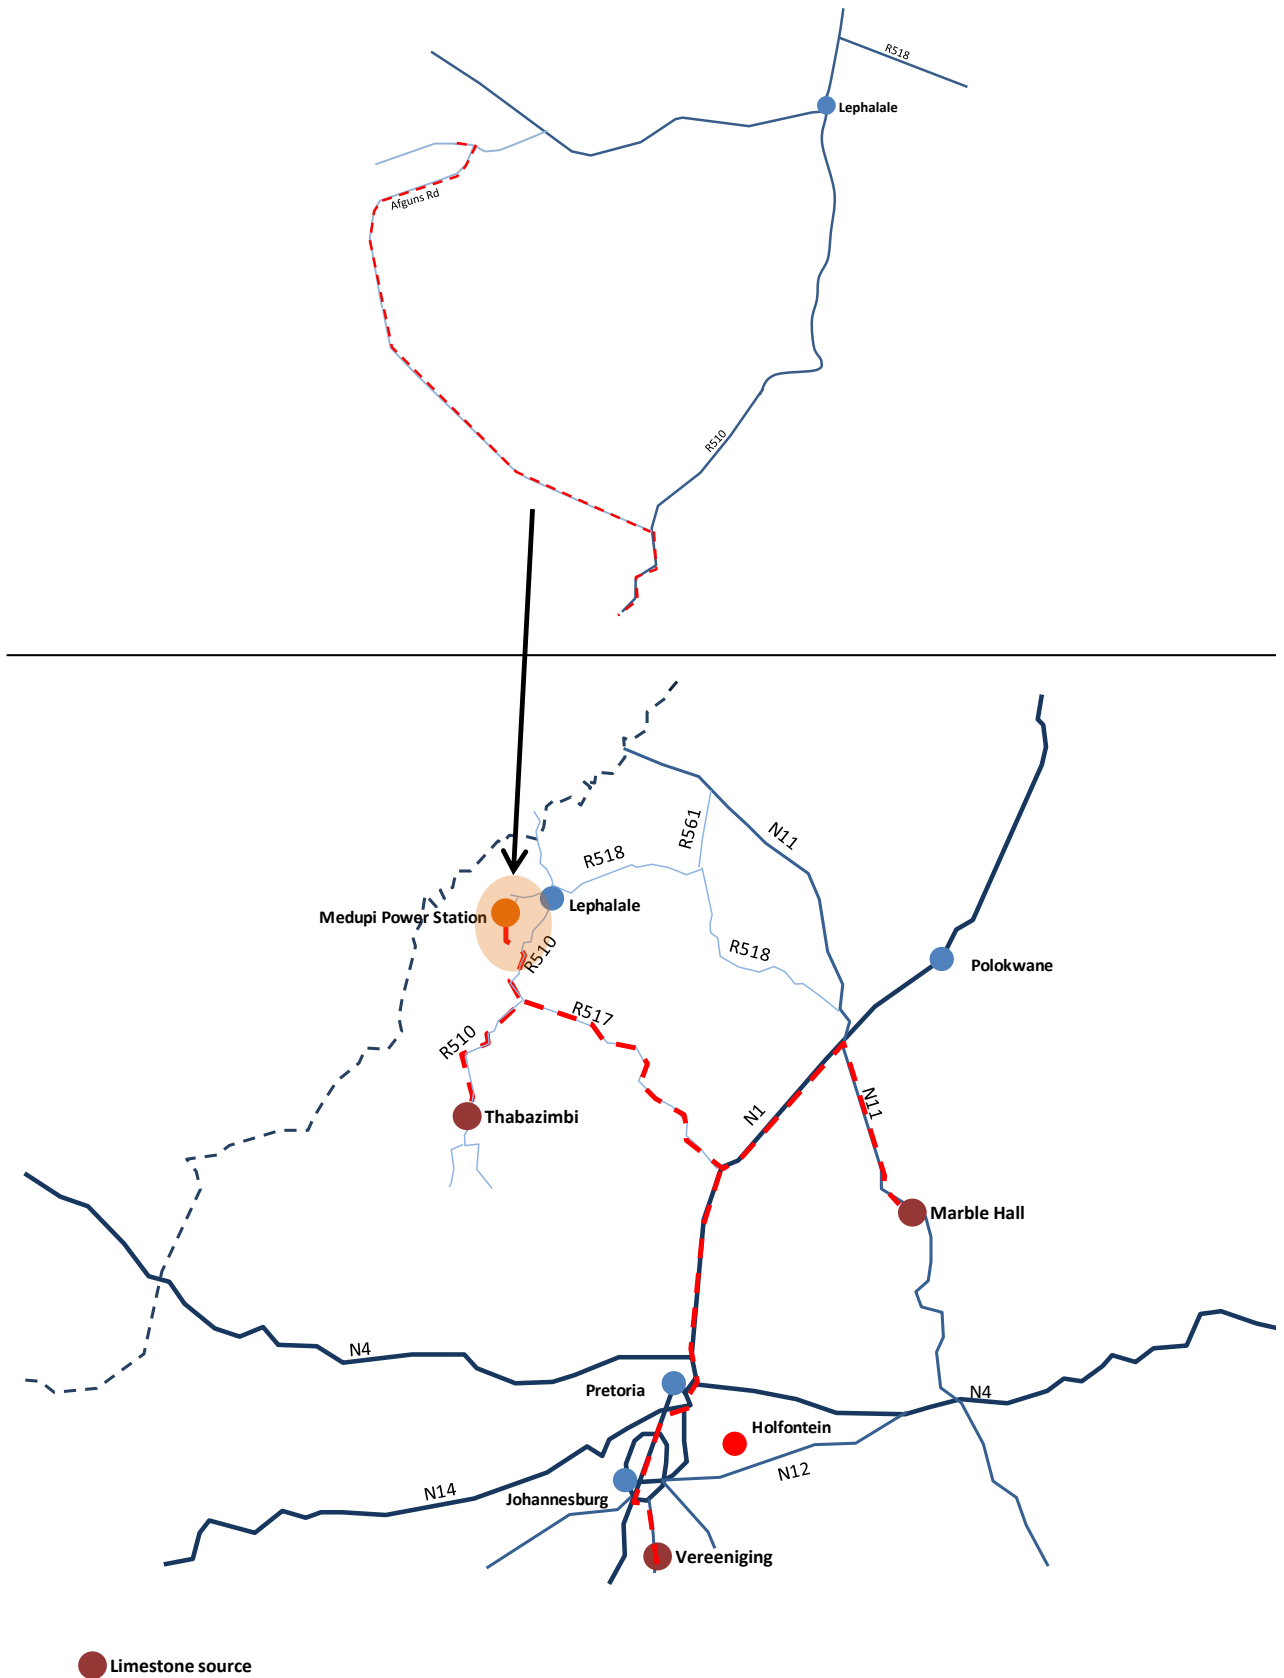 R518
Lephalale
Afguns Rd
R510
R561
N11
R518
Lephalale
Medupi Power Station
R510
R518
Polokwane
R517
R510
N1
N11
Thabazimbi
Marble Hall
N4
Pretoria
N4
Holfontein
N12
N14
Johannesburg
Vereeniging
Limestone source